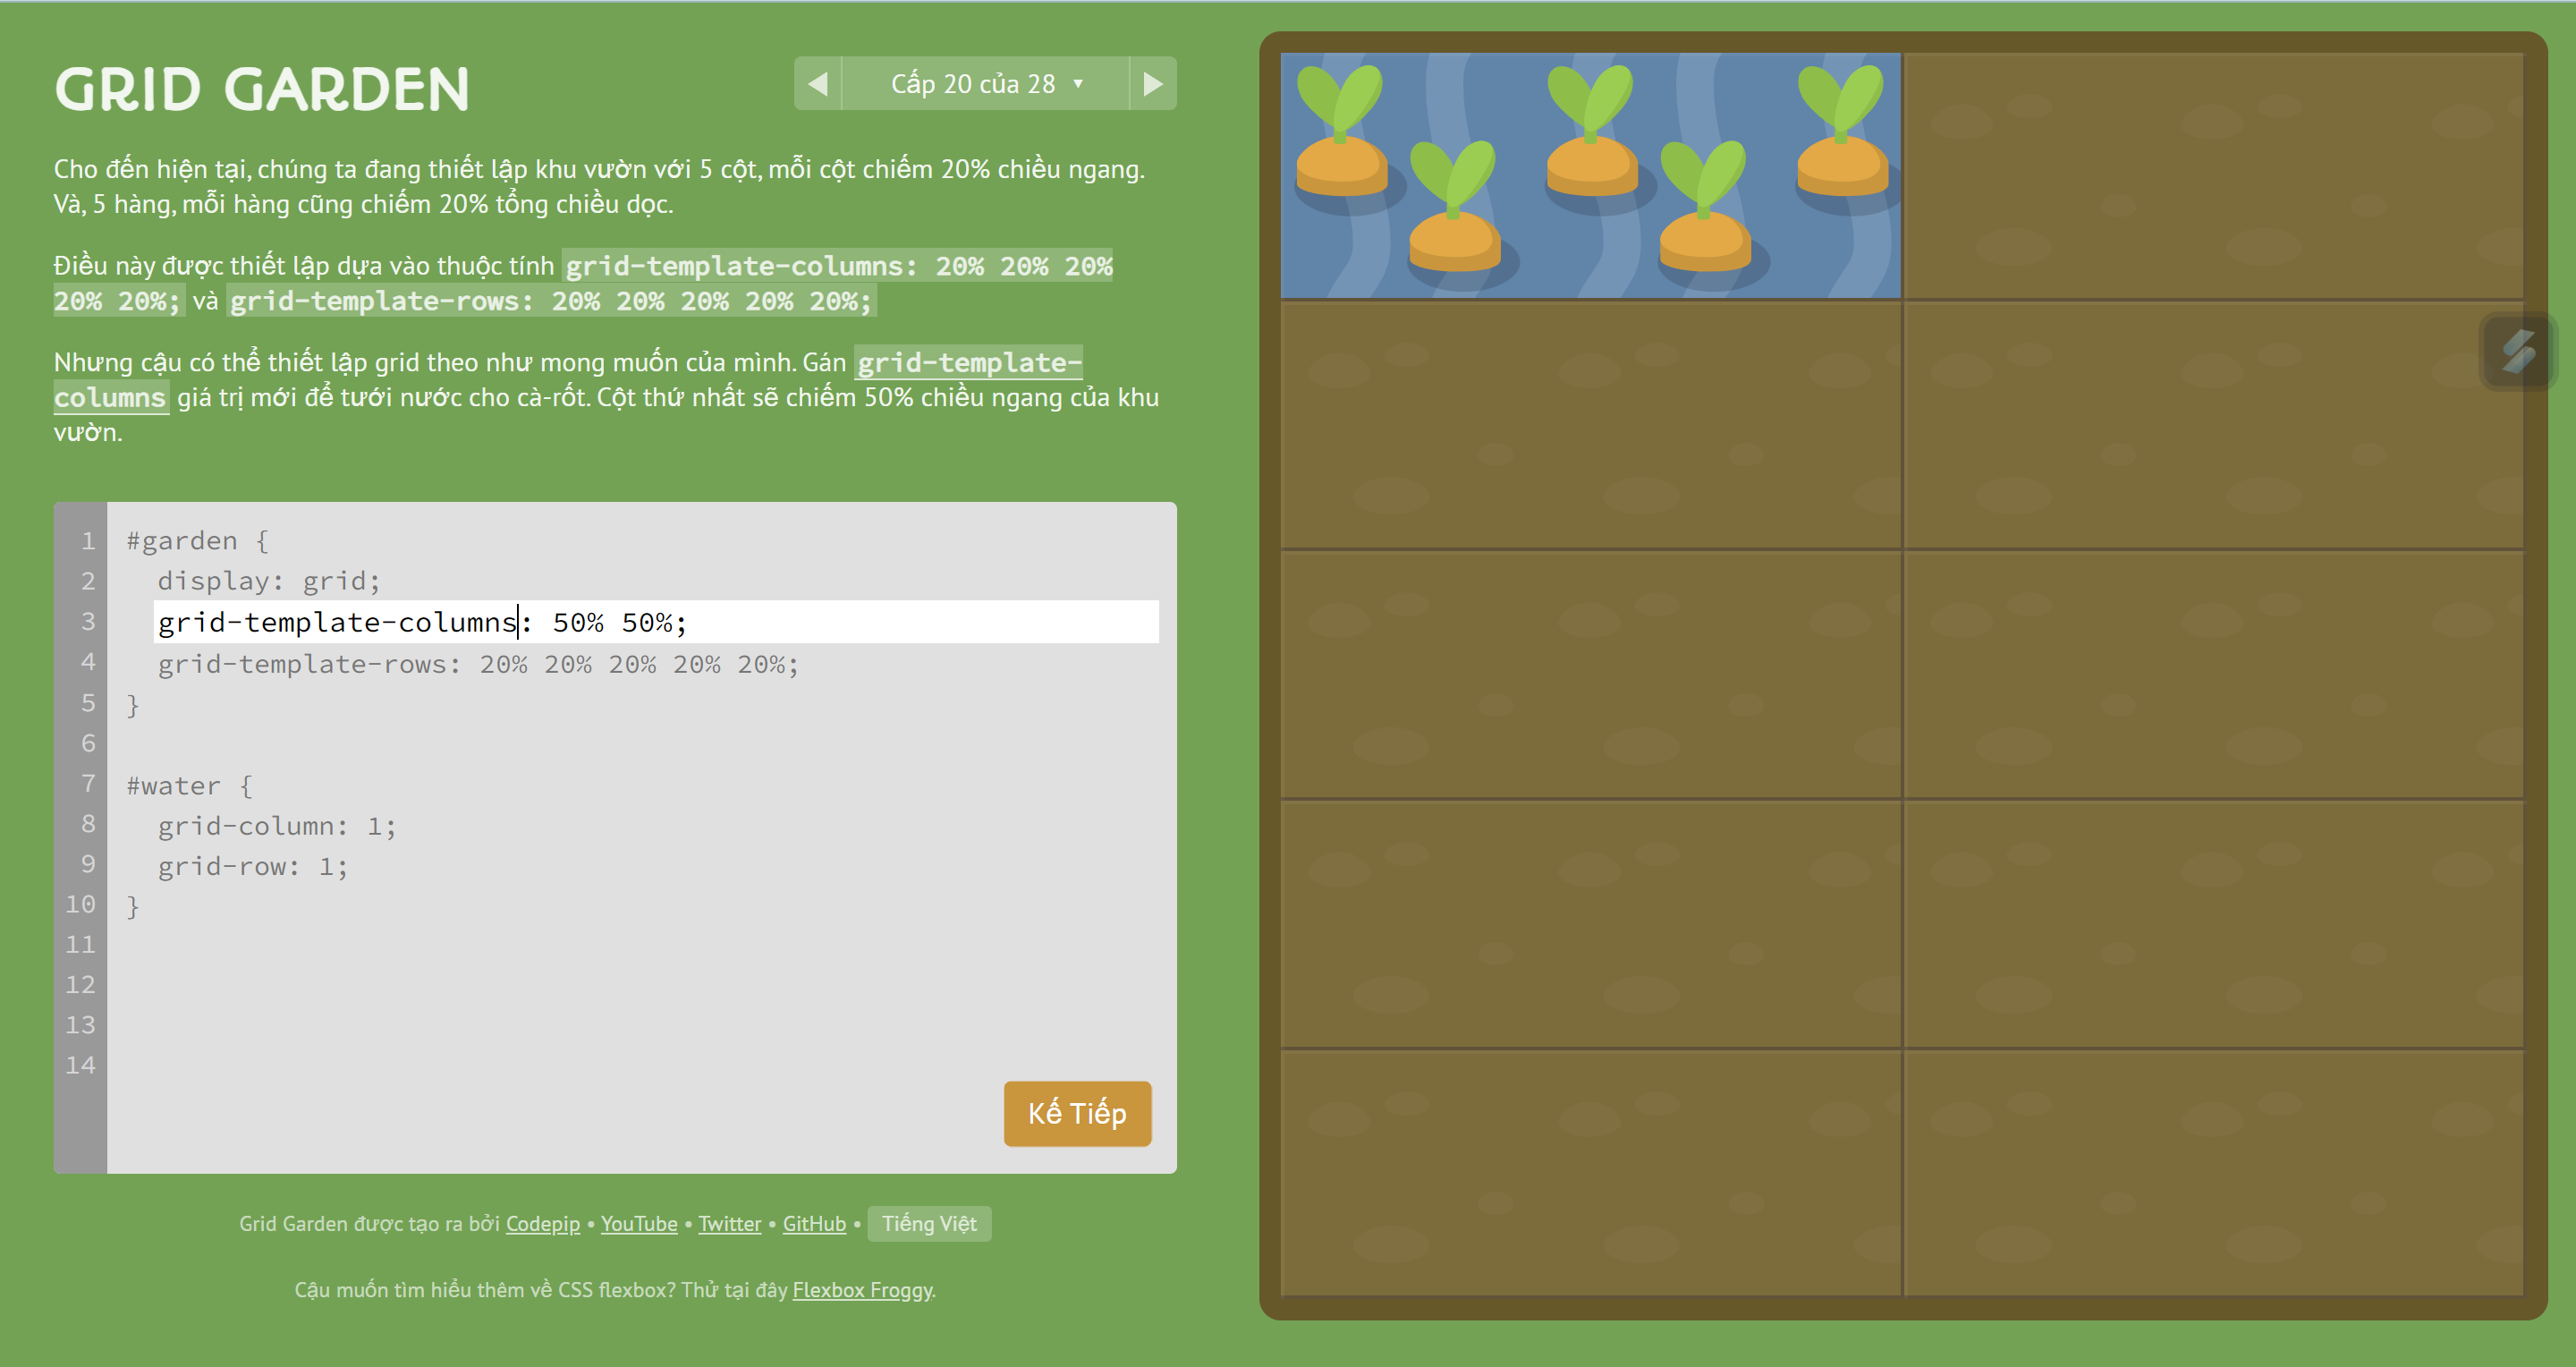 GRID GARDEN
Cấp 20 của 28
Cho đến hiện tại, chúng ta đang thiết lập khu vườn với 5 cột, mỗi cột chiếm 20% chiều ngang.
Và, 5 hàng, mỗi hàng cũng chiếm 20% tổng chiều dọc.
Điều này được thiết lập dựa vào thuộc tính grid-template-columns: 20% 20% 20%
20% 20%; và grid-template-rows: 20% 20% 20% 20% 20%;
Nhưng cậu có thể thiết lập grid theo như mong muốn của mình. Gán grid-template-
columns giá trị mới để tưới nước cho cà-rốt. Cột thứ nhất sẽ chiếm 50% chiều ngang của khu
vườn.
1 #garden {
2 display: grid;
3 grid-template-columns: 50% 50%;
4 grid-template-rows: 20% 20% 20% 20% 20%;
5 }
6
7 #water {
8 grid-column: 1;
9 grid-row: 1;
10 }
11
12
13
14
Kế Tiếp
Grid Garden được tạo ra bởi Codepip • YouTube • Twitter • GitHub • Tiếng Việt
Cậu muốn tìm hiểu thêm về CSS flexbox? Thử tại đây Flexbox Froggy.